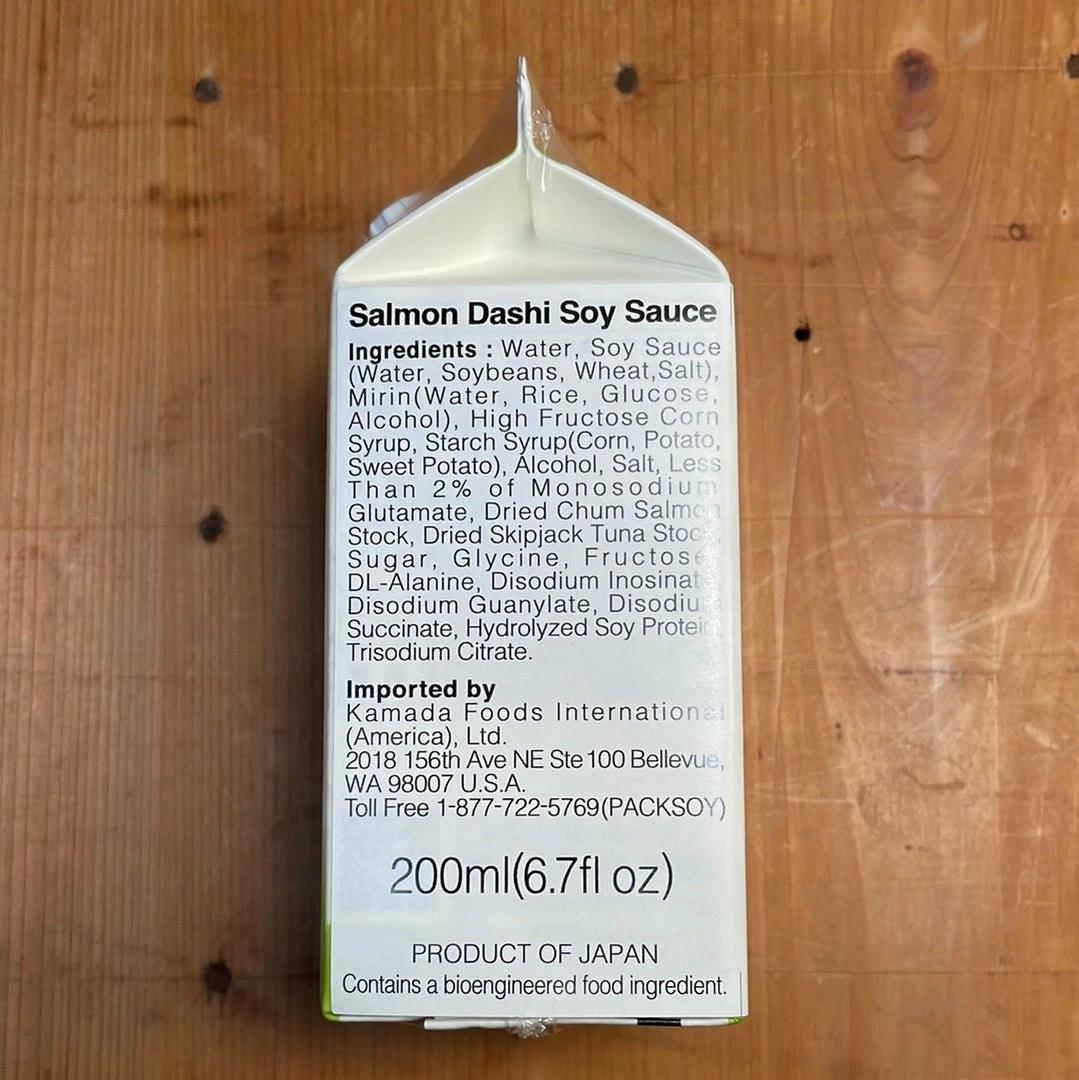 Salmon Dashi Soy Sauce
Ingredients : Water, Soy Sauce
(Water, Soybeans, Wheat,Salt),
Mirin(Water, Rice, Glucose,
Alcohol), High Fructose Corn
Syrup, Starch Syrup(Corn, Potato,
Sweet Potato), Alcohol, Salt, Less
Than 2% of Monosodium
Glutamate, Dried Chum Salmon
Stock, Dried Skipjack Tuna Stock,
Sugar, Glycine, Fructose,
DL-Alanine, Disodium Inosinate,
Disodium Guanylate, Disodium
Succinate, Hydrolyzed Soy Protein,
Trisodium Citrate.
Imported by
Kamada Foods International
(America), Ltd.
2018 156th Ave NE Ste 100 Bellevue,
WA 98007 U.S.A.
Toll Free 1-877-722-5769(PACKSOY)
200ml(6.7fl oz)
PRODUCT OF JAPAN
Contains a bioengineered food ingredient.